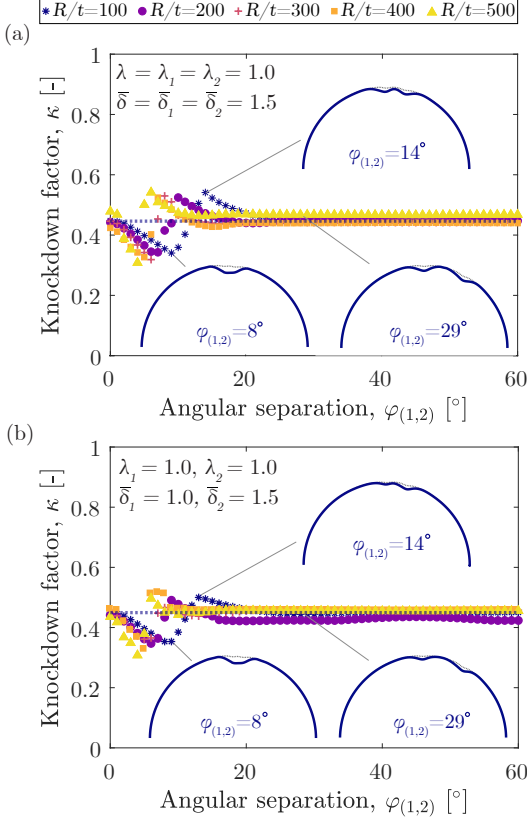 R/t=100 R/t=200 R/t=300 R/t=400 R/t=500
(a)
Knockdown factor, κ [-]
1
0.8
0.6
0.4
0.2
0
λ = λ₁ = λ₂ = 1.0
δ̅ = δ̅₁ = δ̅₂ = 1.5
φ(1,2)=14°
φ(1,2)=8°
φ(1,2)=29°
0 20 40 60
Angular separation, φ(1,2) [°]
(b)
Knockdown factor, κ [-]
1
0.8
0.6
0.4
0.2
0
λ₁ = 1.0, λ₂ = 1.0
δ̅₁ = 1.0, δ̅₂ = 1.5
φ(1,2)=14°
φ(1,2)=8°
φ(1,2)=29°
0 20 40 60
Angular separation, φ(1,2) [°]